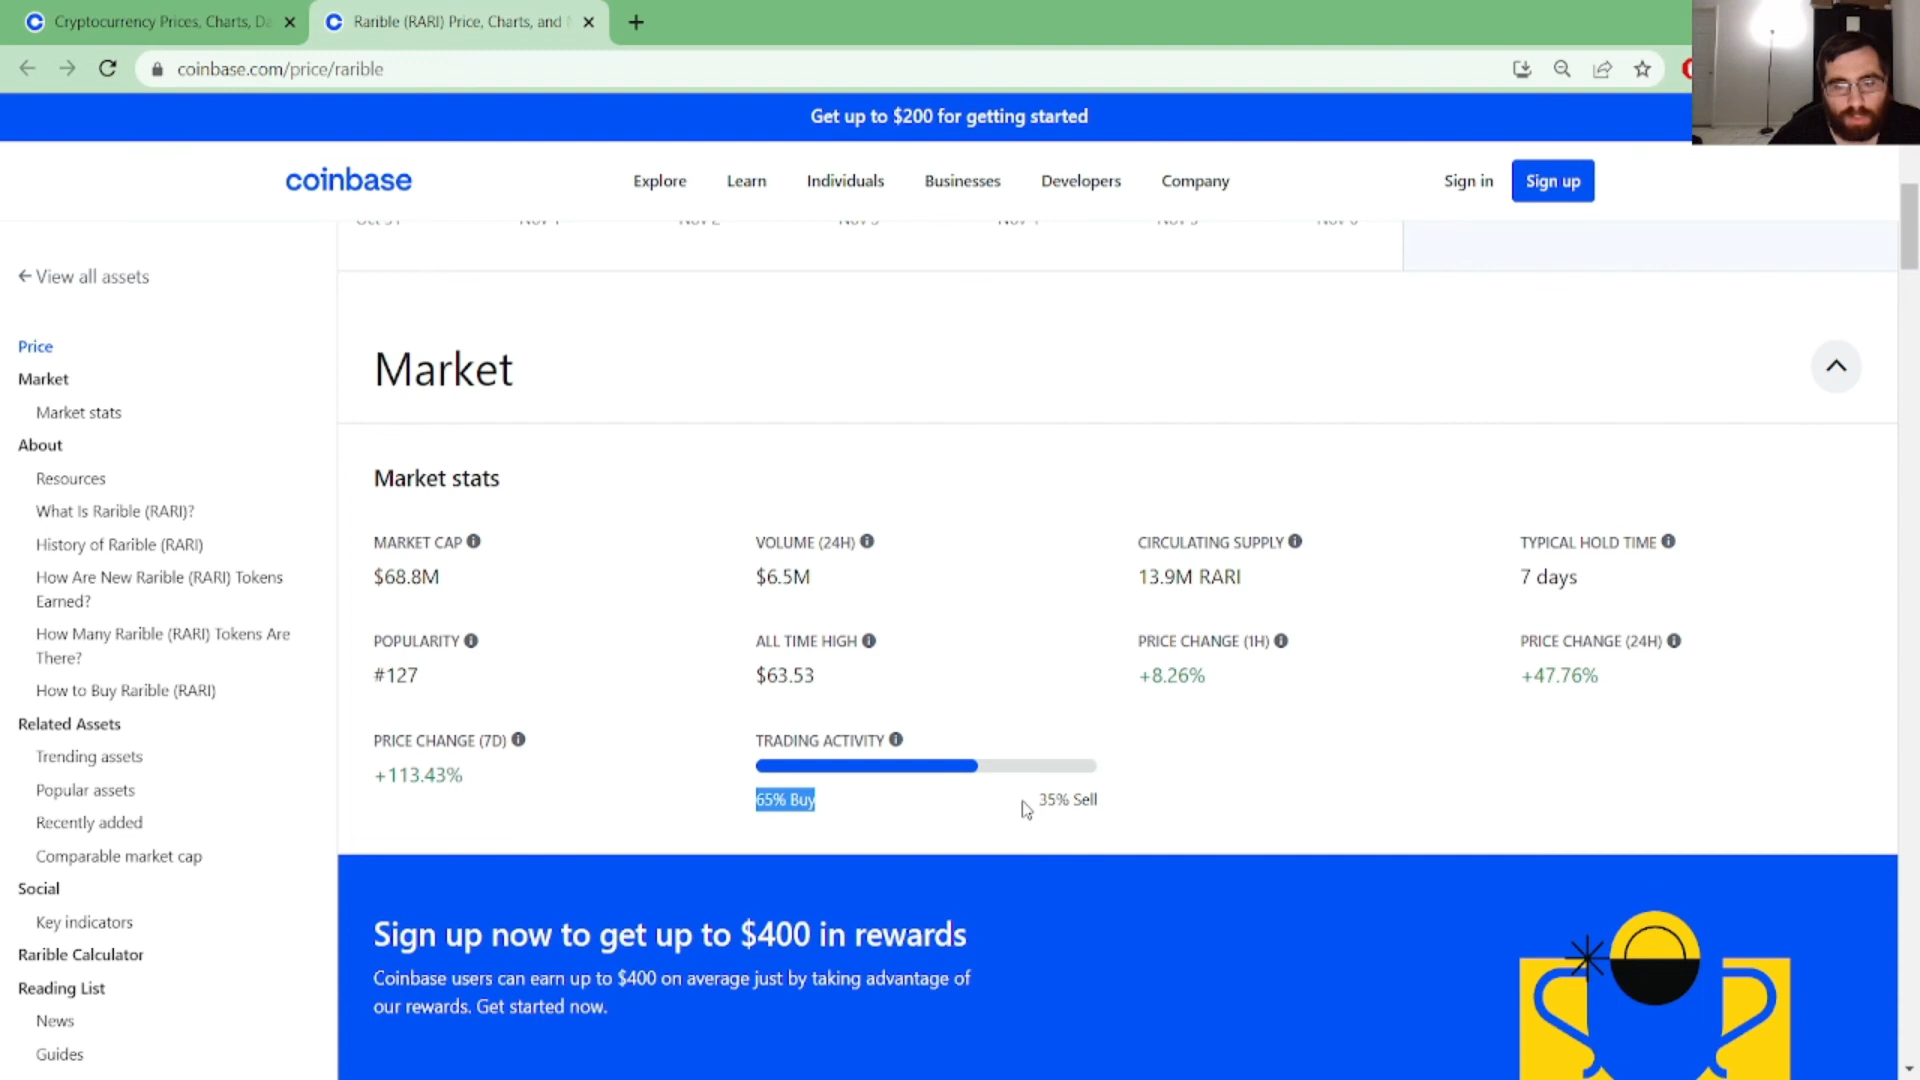 Cryptocurrency Prices, Charts, Da
Rarible (RARI) Price, Charts, and
coinbase.com/price/rarible
Get up to $200 for getting started
coinbase
Explore
Learn
Individuals
Businesses
Developers
Company
Sign in
Sign up
← View all assets
Price
Market
Market stats
About
Resources
What Is Rarible (RARI)?
History of Rarible (RARI)
How Are New Rarible (RARI) Tokens
Earned?
How Many Rarible (RARI) Tokens Are
There?
How to Buy Rarible (RARI)
Related Assets
Trending assets
Popular assets
Recently added
Comparable market cap
Social
Key indicators
Rarible Calculator
Reading List
News
Guides
Market
Market stats
MARKET CAP
$68.8M
VOLUME (24H)
$6.5M
CIRCULATING SUPPLY
13.9M RARI
TYPICAL HOLD TIME
7 days
POPULARITY
#127
ALL TIME HIGH
$63.53
PRICE CHANGE (1H)
+8.26%
PRICE CHANGE (24H)
+47.76%
PRICE CHANGE (7D)
+113.43%
TRADING ACTIVITY
65% Buy
35% Sell
Sign up now to get up to $400 in rewards
Coinbase users can earn up to $400 on average just by taking advantage of
our rewards. Get started now.